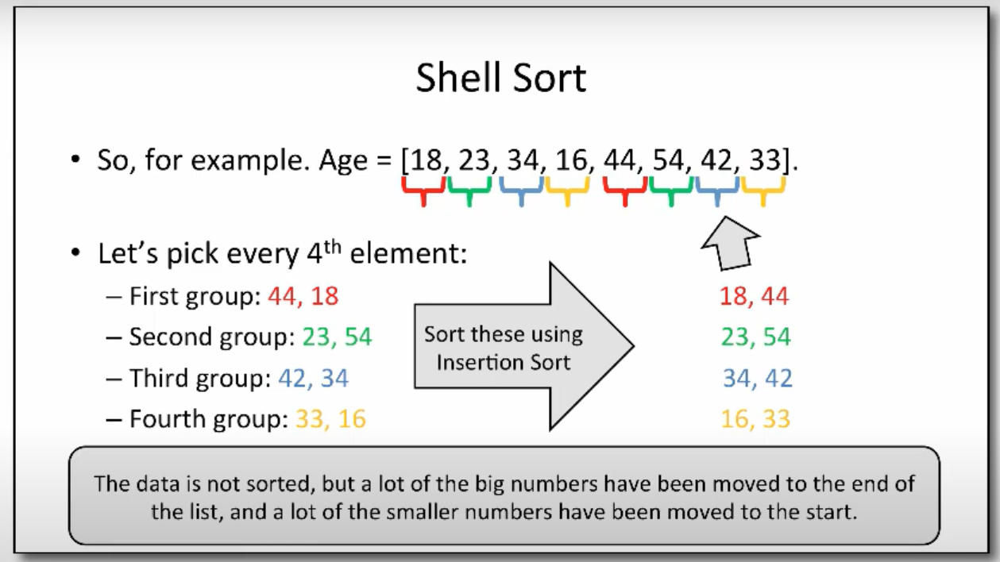 Shell Sort
• So, for example. Age = [18, 23, 34, 16, 44, 54, 42, 33].
• Let's pick every 4th element:
– First group: 44, 18
– Second group: 23, 54
– Third group: 42, 34
– Fourth group: 33, 16
Sort these using
Insertion Sort
18, 44
23, 54
34, 42
16, 33
The data is not sorted, but a lot of the big numbers have been moved to the end of
the list, and a lot of the smaller numbers have been moved to the start.